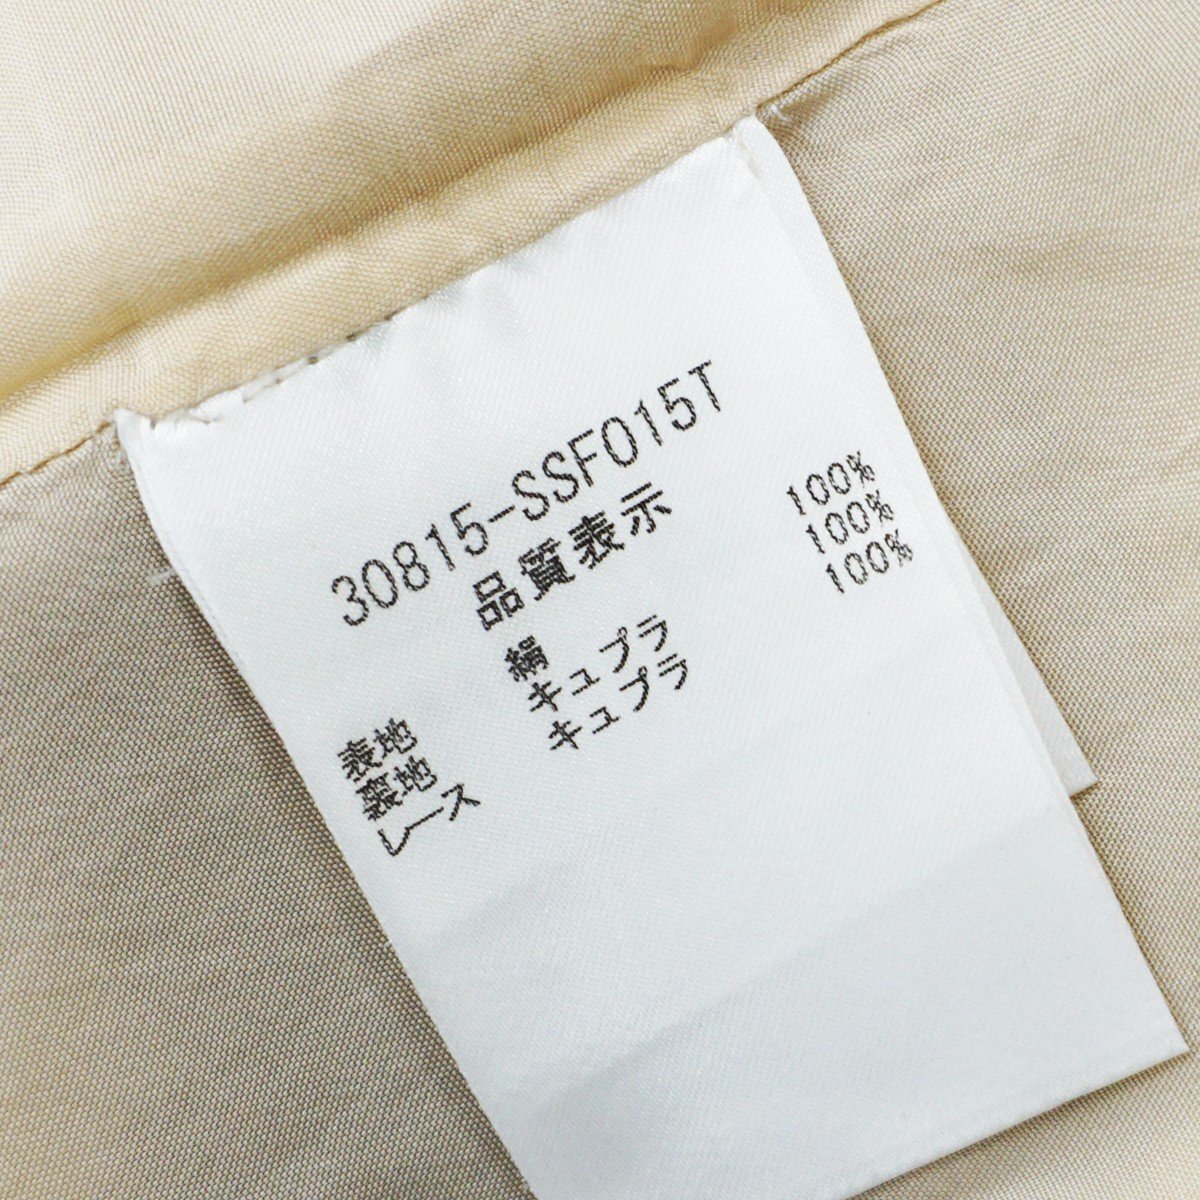 30815-SSF015T
品質表示
表地 絹 100%
裏地 キュプラ 100%
レース キュプラ 100%